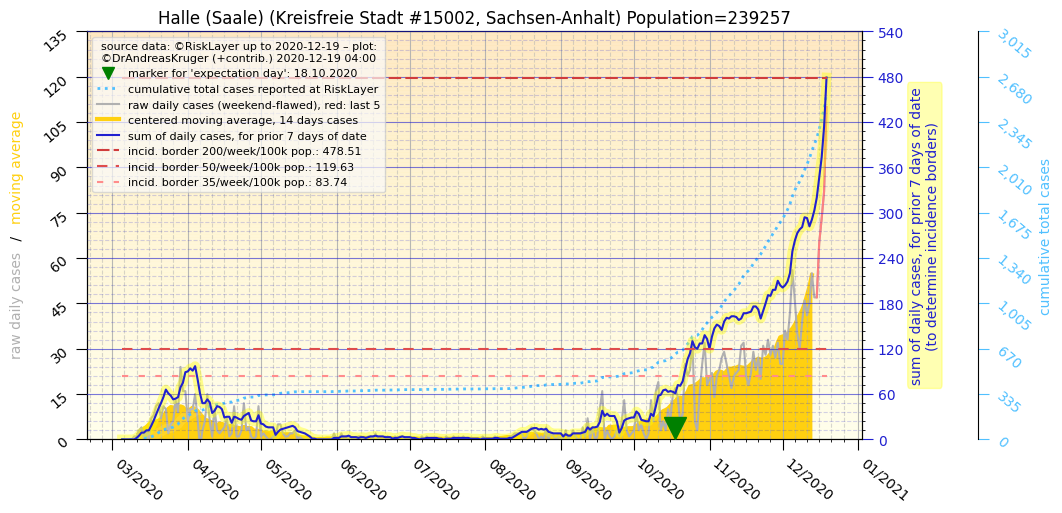 Halle (Saale) (Kreisfreie Stadt #15002, Sachsen-Anhalt) Population=239257
source data: ©RiskLayer up to 2020-12-19 – plot:
©DrAndreasKruger (+contrib.) 2020-12-19 04:00
marker for 'expectation day': 18.10.2020
cumulative total cases reported at RiskLayer
raw daily cases (weekend-flawed), red: last 5
centered moving average, 14 days cases
sum of daily cases, for prior 7 days of date
incid. border 200/week/100k pop.: 478.51
incid. border 50/week/100k pop.: 119.63
incid. border 35/week/100k pop.: 83.74
raw daily cases / moving average
135
120
105
90
75
60
45
30
15
0
540
480
420
360
300
240
180
120
60
0
sum of daily cases, for prior 7 days of date
(to determine incidence borders)
3,015
2,680
2,345
2,010
1,675
1,340
1,005
670
335
0
cumulative total cases
03/2020
04/2020
05/2020
06/2020
07/2020
08/2020
09/2020
10/2020
11/2020
12/2020
01/2021